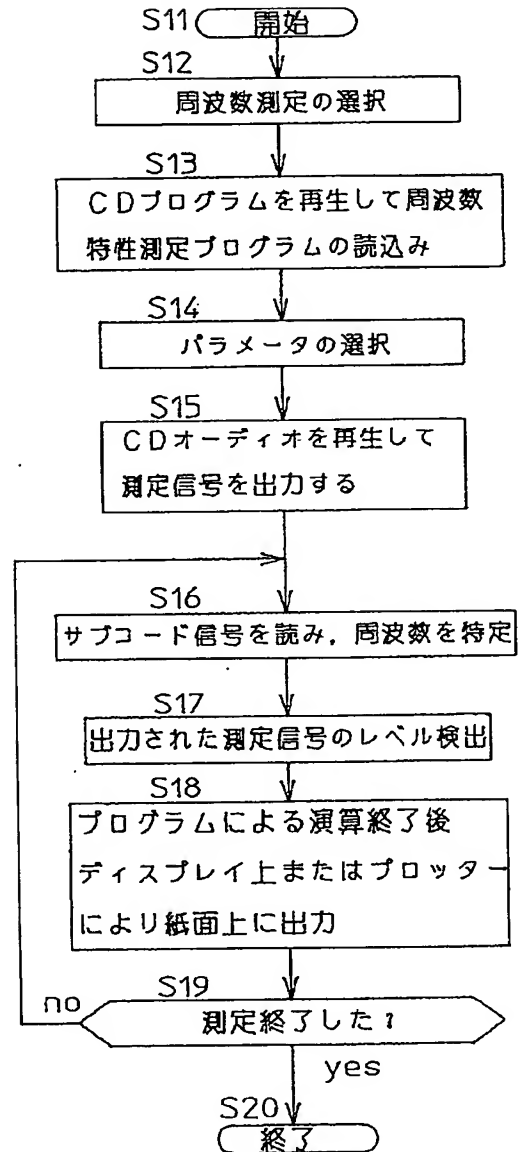 S11 開始
S12
周波数測定の選択
S13
CDプログラムを再生して周波数
特性測定プログラムの読込み
S14
パラメータの選択
S15
CDオーディオを再生して
測定信号を出力する
S16
サブコード信号を読み，周波数を特定
S17
出力された測定信号のレベル検出
S18
プログラムによる演算終了後
ディスプレイ上またはプロッター
により紙面上に出力
S19
no
測定終了した？
yes
S20
終了